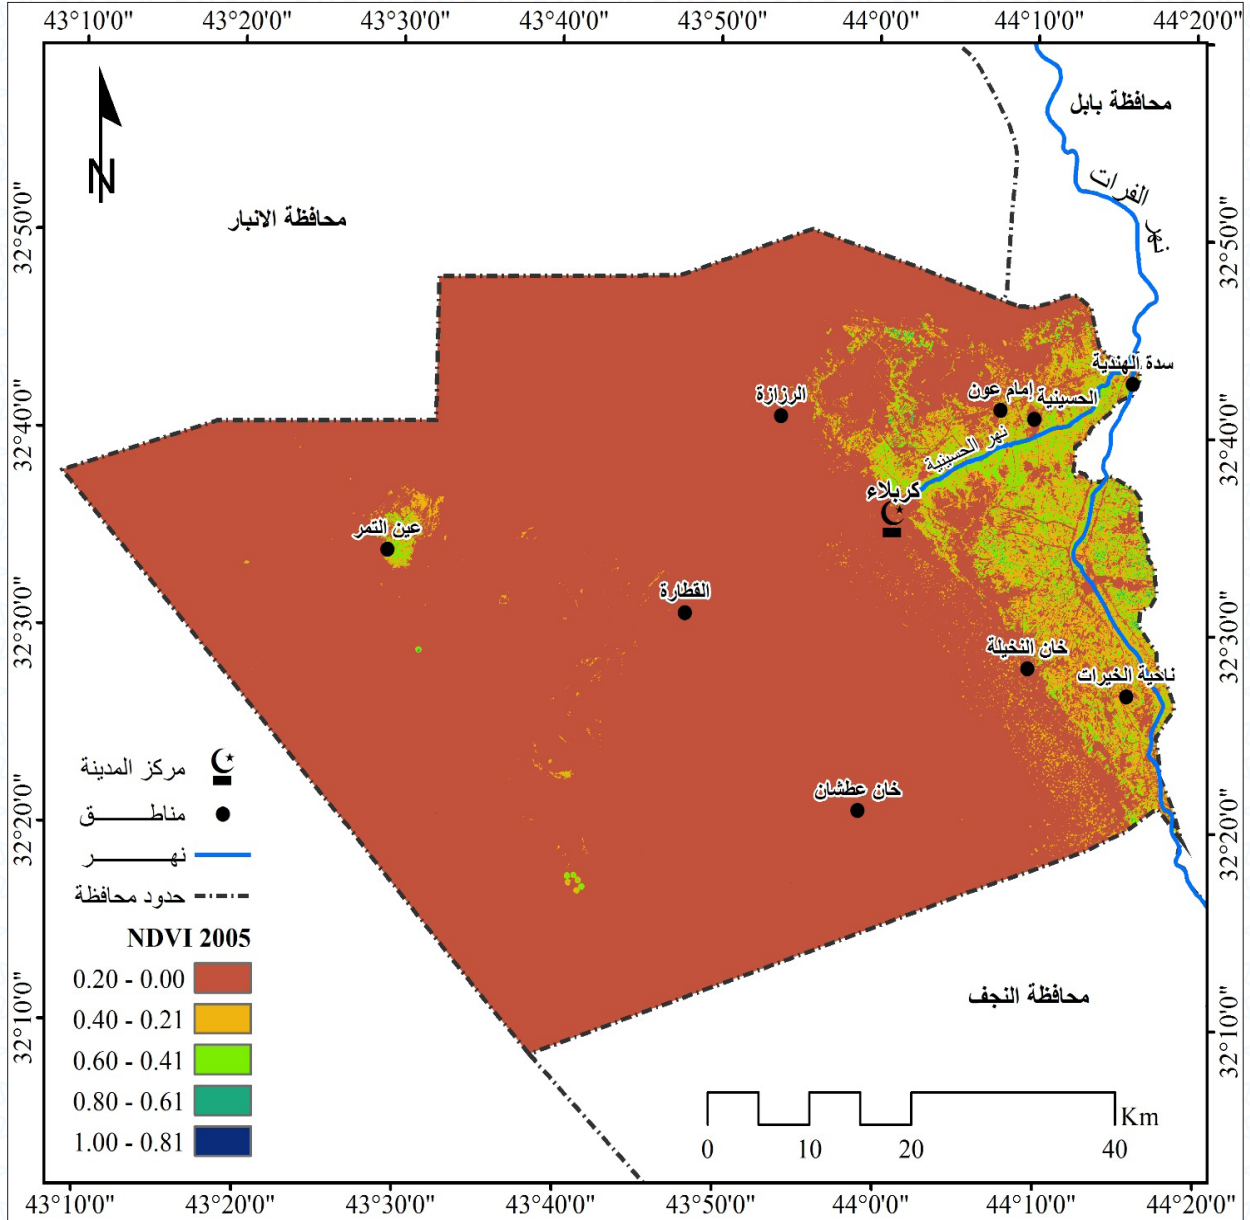 43°10'0" 43°20'0" 43°30'0" 43°40'0" 43°50'0" 44°0'0" 44°10'0" 44°20'0"
محافظة بابل
N
نهر الفرات
محافظة الانبار
32°50'0" 32°50'0"
سدة الهندية
الرزازة
إمام عون
الحسينية
32°40'0" 32°40'0"
نهر الحسينية
كربلاء
عين التمر
القطارة
32°30'0" 32°30'0"
خان النخيلة
ناحية الخيرات
مركز المدينة
خان عطشان
مناطـــــــق
32°20'0" 32°20'0"
نهـــــــــر
حدود محافظة
NDVI 2005
0.20 - 0.00
محافظة النجف
0.40 - 0.21
32°10'0" 32°10'0"
0.60 - 0.41
0.80 - 0.61
1.00 - 0.81
Km
0 10 20 40
43°10'0" 43°20'0" 43°30'0" 43°40'0" 43°50'0" 44°0'0" 44°10'0" 44°20'0"